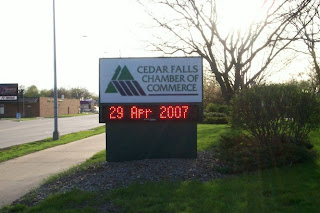 CEDAR FALLS
CHAMBER OF
COMMERCE
29 Apr 2007